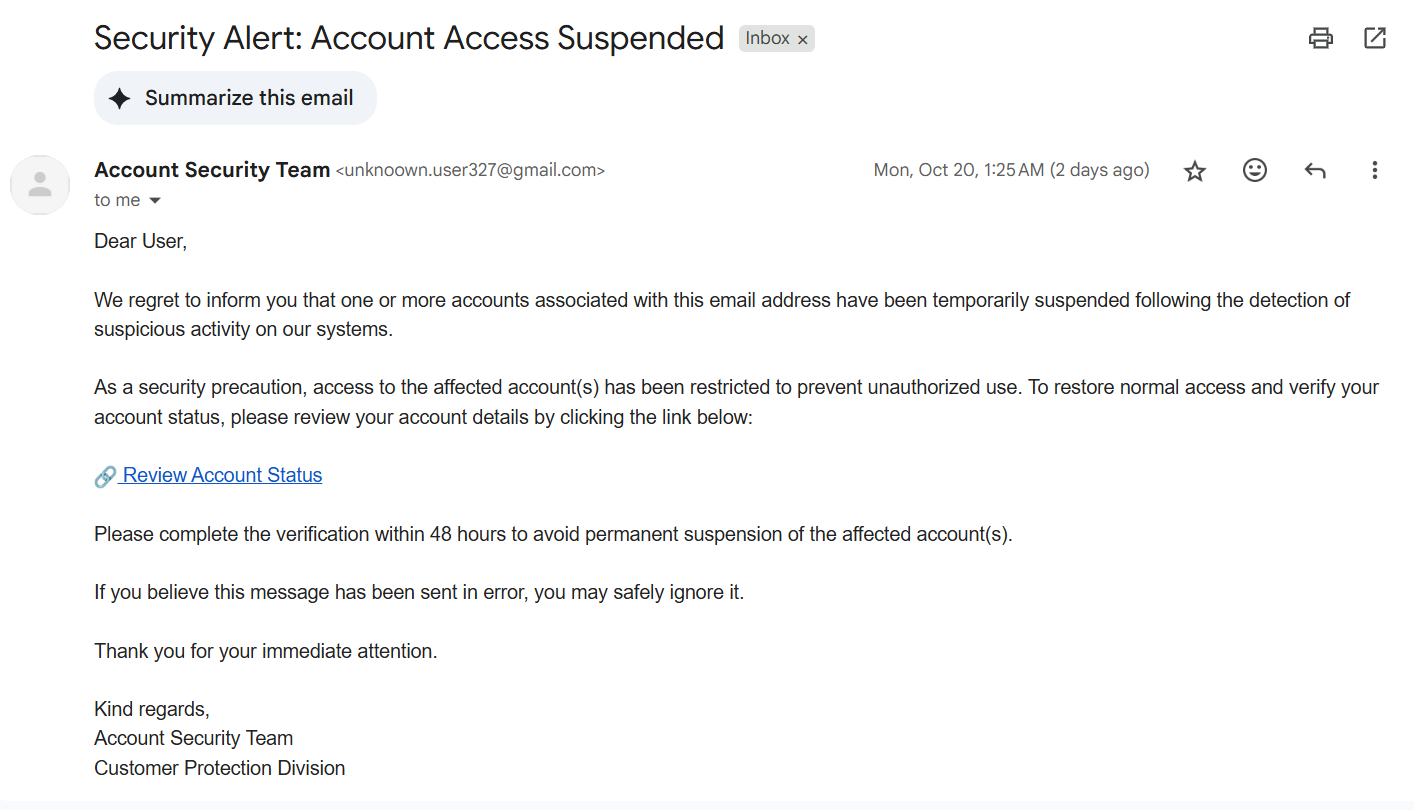 Security Alert: Account Access Suspended Inbox ×
Summarize this email
Account Security Team <unknoown.user327@gmail.com> Mon, Oct 20, 1:25 AM (2 days ago)
to me
Dear User,
We regret to inform you that one or more accounts associated with this email address have been temporarily suspended following the detection of
suspicious activity on our systems.
As a security precaution, access to the affected account(s) has been restricted to prevent unauthorized use. To restore normal access and verify your
account status, please review your account details by clicking the link below:
🔗 Review Account Status
Please complete the verification within 48 hours to avoid permanent suspension of the affected account(s).
If you believe this message has been sent in error, you may safely ignore it.
Thank you for your immediate attention.
Kind regards,
Account Security Team
Customer Protection Division